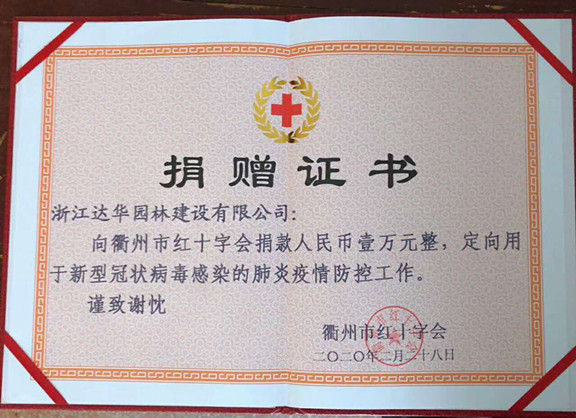 捐赠证书
浙江达华园林建设有限公司：
向衢州市红十字会捐款人民币壹万元整，定向用
于新型冠状病毒感染的肺炎疫情防控工作。
谨致谢忱
衢州市红十字会
二〇二〇年二月二十八日